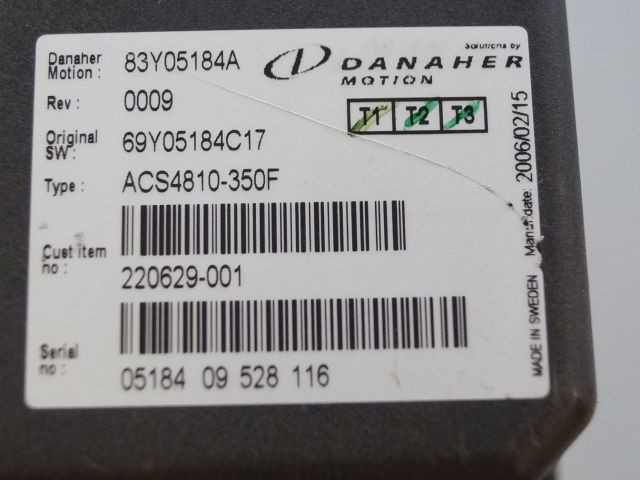 Danaher Motion : 83Y05184A
Solutions by
DANAHER
MOTION
Rev : 0009
T1 T2 T3
Original SW: 69Y05184C17
Type : ACS4810-350F
Cust item no : 220629-001
Serial no : 05184 09 528 116
MADE IN SWEDEN Manuf date: 2006/02/15